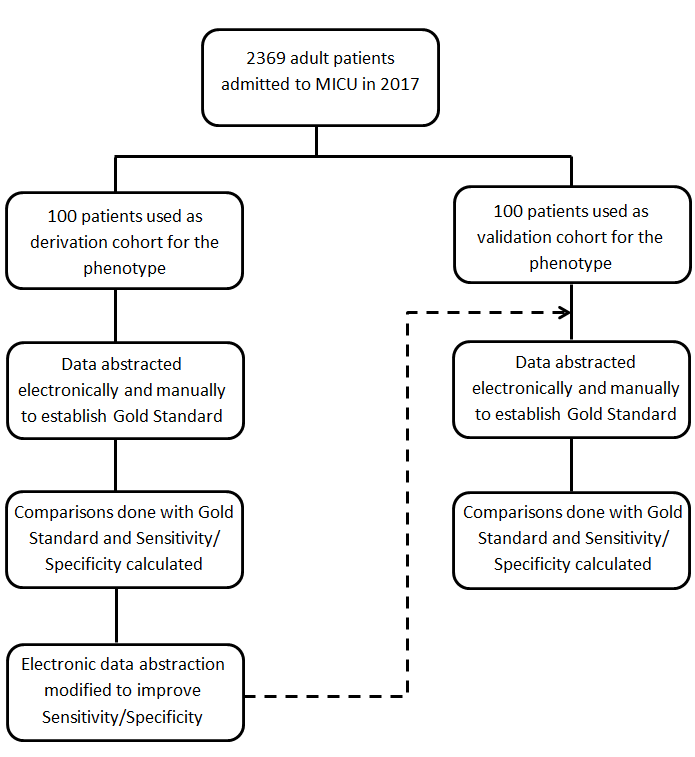 2369 adult patients
admitted to MICU in 2017
100 patients used as
derivation cohort for the
phenotype
Data abstracted
electronically and manually
to establish Gold Standard
Comparisons done with Gold
Standard and Sensitivity/
Specificity calculated
Electronic data abstraction
modified to improve
Sensitivity/Specificity
100 patients used as
validation cohort for the
phenotype
Data abstracted
electronically and manually
to establish Gold Standard
Comparisons done with Gold
Standard and Sensitivity/
Specificity calculated